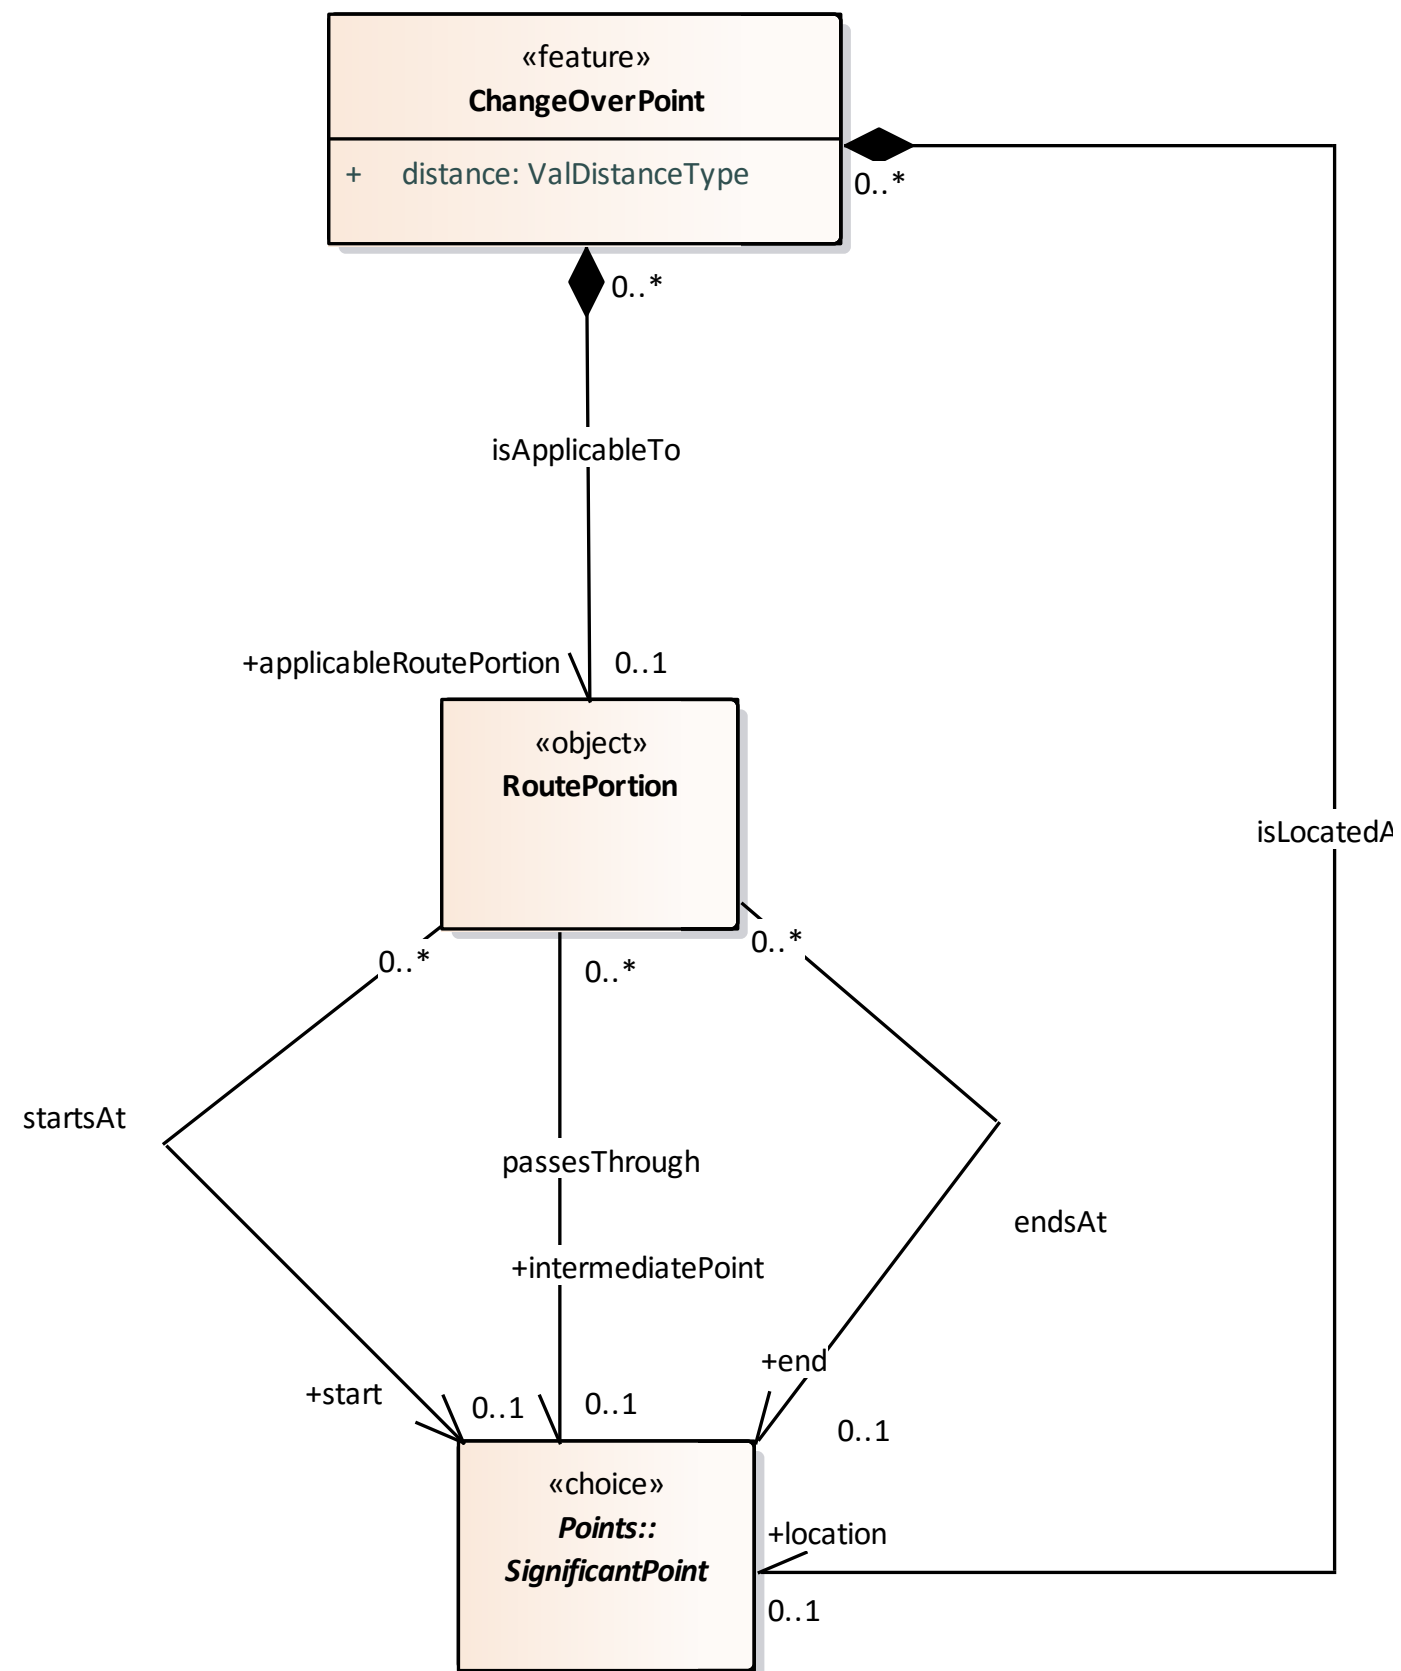 «feature»
ChangeOverPoint
+ distance: ValDistanceType
0..*
0..*
isApplicableTo
+applicableRoutePortion
0..1
«object»
RoutePortion
isLocatedA
0..*
0..*
0..*
startsAt
passesThrough
endsAt
+intermediatePoint
+end
+start
0..1
0..1
0..1
«choice»
Points::
SignificantPoint
+location
0..1